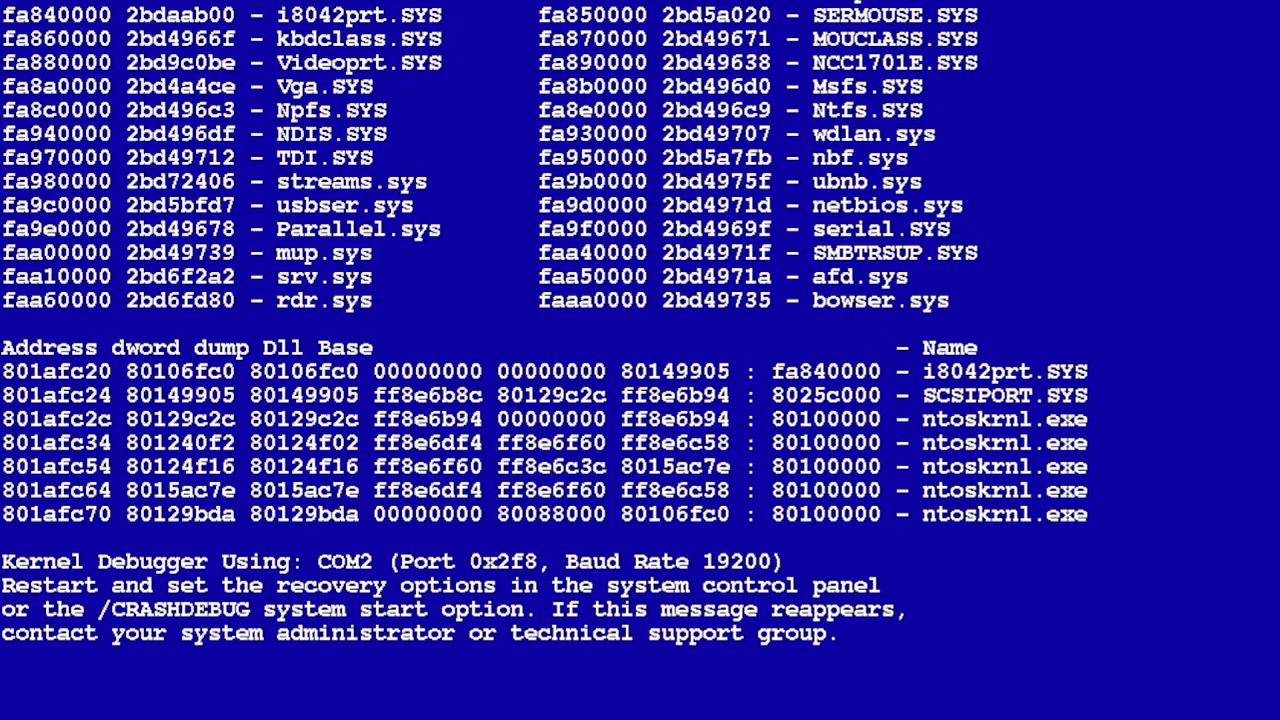 fa840000 2bdaab00 - i8042prt.SYS fa850000 2bd5a020 - SERMOUSE.SYS
fa860000 2bd4966f - kbdclass.SYS fa870000 2bd49671 - MOUCLASS.SYS
fa880000 2bd9c0be - Videoprt.SYS fa890000 2bd49638 - NCC1701E.SYS
fa8a0000 2bd4a4ce - Vga.SYS fa8b0000 2bd496d0 - Msfs.SYS
fa8c0000 2bd496c3 - Npfs.SYS fa8e0000 2bd496c9 - Ntfs.SYS
fa940000 2bd496df - NDIS.SYS fa930000 2bd49707 - wdlan.sys
fa970000 2bd49712 - TDI.SYS fa950000 2bd5a7fb - nbf.sys
fa980000 2bd72406 - streams.sys fa9b0000 2bd4975f - ubnb.sys
fa9c0000 2bd5bfd7 - usbser.sys fa9d0000 2bd4971d - netbios.sys
fa9e0000 2bd49678 - Parallel.sys fa9f0000 2bd4969f - serial.SYS
faa00000 2bd49739 - mup.sys faa40000 2bd4971f - SMBTRSUP.SYS
faa10000 2bd6f2a2 - srv.sys faa50000 2bd4971a - afd.sys
faa60000 2bd6fd80 - rdr.sys faaa0000 2bd49735 - bowser.sys
Address dword dump Dll Base - Name
801afc20 80106fc0 80106fc0 00000000 00000000 80149905 : fa840000 - i8042prt.SYS
801afc24 80149905 80149905 ff8e6b8c 80129c2c ff8e6b94 : 8025c000 - SCSIPORT.SYS
801afc2c 80129c2c 80129c2c ff8e6b94 00000000 ff8e6b94 : 80100000 - ntoskrnl.exe
801afc34 801240f2 80124f02 ff8e6df4 ff8e6f60 ff8e6c58 : 80100000 - ntoskrnl.exe
801afc54 80124f16 80124f16 ff8e6f60 ff8e6c3c 8015ac7e : 80100000 - ntoskrnl.exe
801afc64 8015ac7e 8015ac7e ff8e6df4 ff8e6f60 ff8e6c58 : 80100000 - ntoskrnl.exe
801afc70 80129bda 80129bda 00000000 80088000 80106fc0 : 80100000 - ntoskrnl.exe
Kernel Debugger Using: COM2 (Port 0x2f8, Baud Rate 19200)
Restart and set the recovery options in the system control panel
or the /CRASHDEBUG system start option. If this message reappears,
contact your system administrator or technical support group.